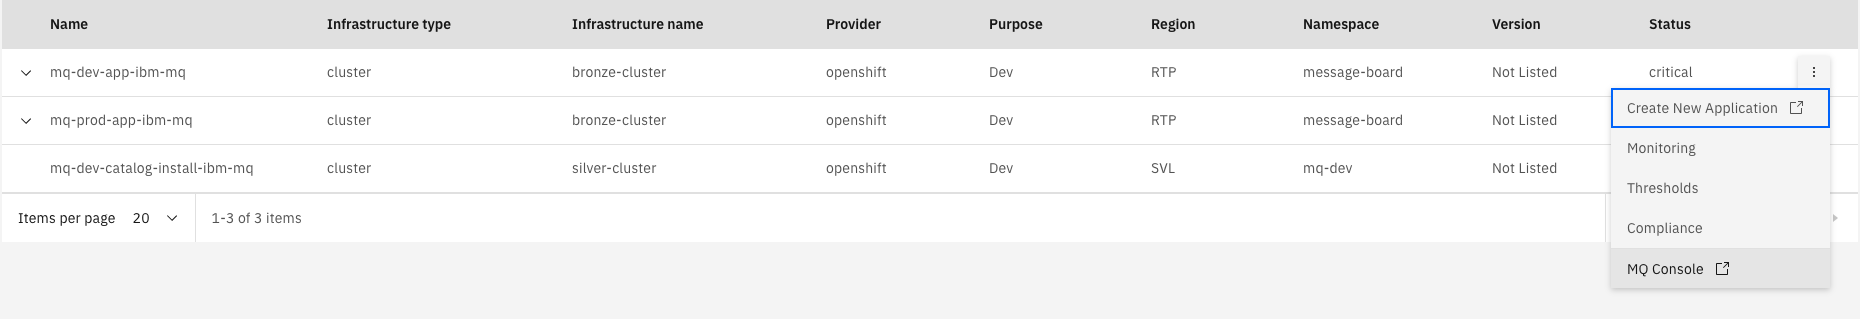 Name Infrastructure type Infrastructure name Provider Purpose Region Namespace Version Status
mq-dev-app-ibm-mq cluster bronze-cluster openshift Dev RTP message-board Not Listed critical
Create New Application
mq-prod-app-ibm-mq cluster bronze-cluster openshift Dev RTP message-board Not Listed
Monitoring
mq-dev-catalog-install-ibm-mq cluster silver-cluster openshift Dev SVL mq-dev Not Listed
Thresholds
Items per page 20 1-3 of 3 items
Compliance
MQ Console